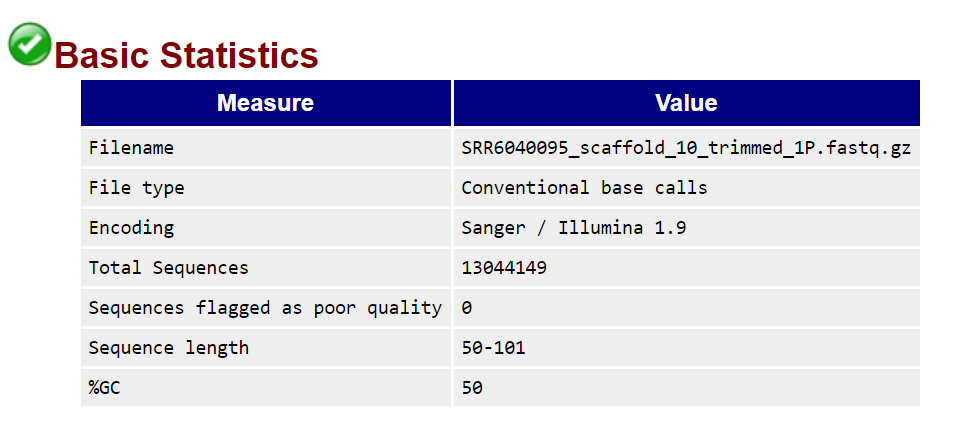 Basic Statistics
Measure Value
Filename SRR6040095_scaffold_10_trimmed_1P.fastq.gz
File type Conventional base calls
Encoding Sanger / Illumina 1.9
Total Sequences 13044149
Sequences flagged as poor quality 0
Sequence length 50-101
%GC 50